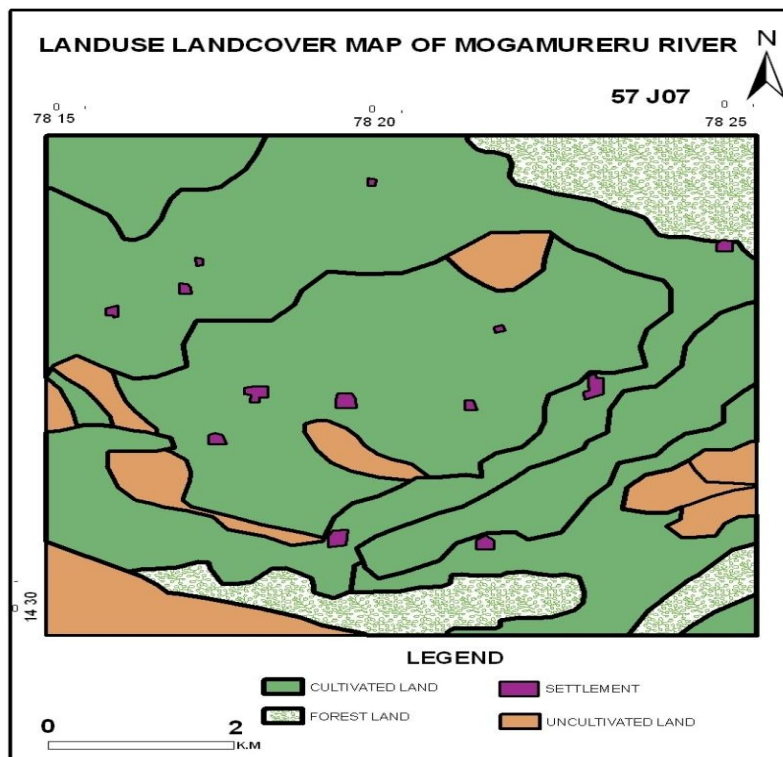 LANDUSE LANDCOVER MAP OF MOGAMURERU RIVER
N
57 J07
78° 15'
78° 20'
78° 25'
14° 30'
LEGEND
CULTIVATED LAND
SETTLEMENT
FOREST LAND
UNCULTIVATED LAND
0 2
K.M